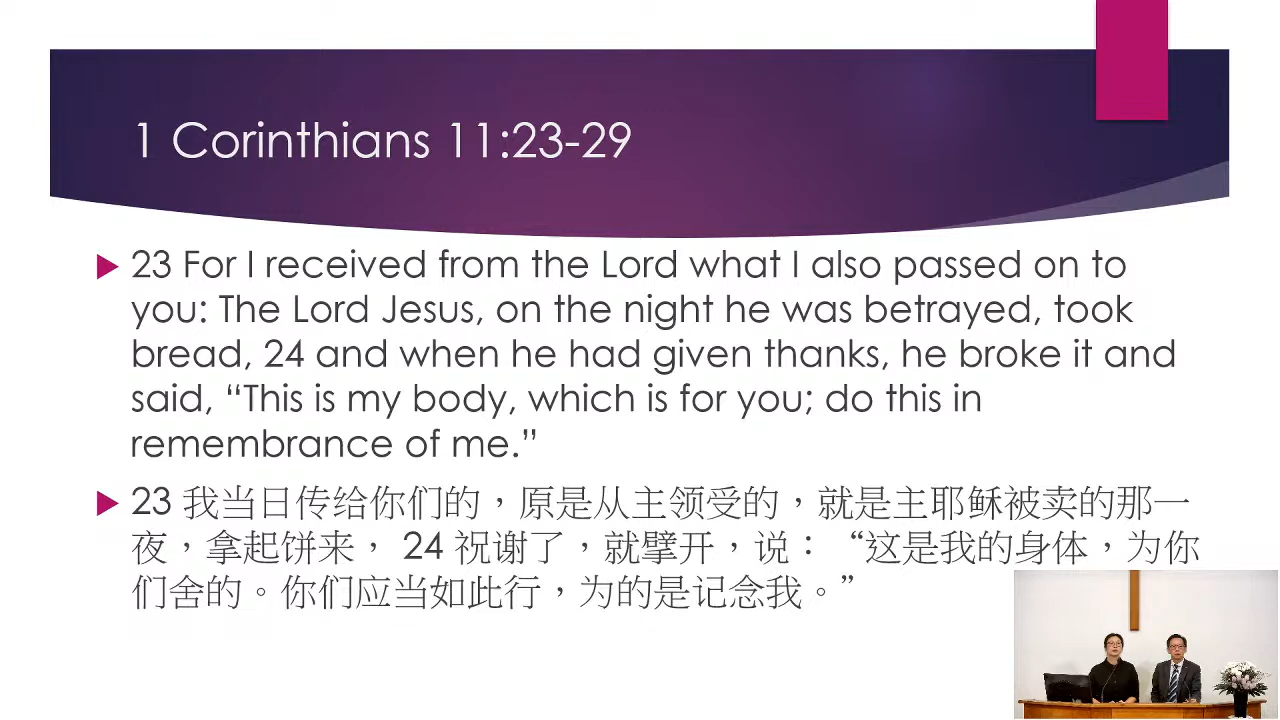 1 Corinthians 11:23-29
23 For I received from the Lord what I also passed on to
you: The Lord Jesus, on the night he was betrayed, took
bread, 24 and when he had given thanks, he broke it and
said, “This is my body, which is for you; do this in
remembrance of me.”
23 我当日传给你们的，原是从主领受的，就是主耶稣被卖的那一
夜，拿起饼来， 24 祝谢了，就擘开，说： “这是我的身体，为你
们舍的。你们应当如此行，为的是记念我。”